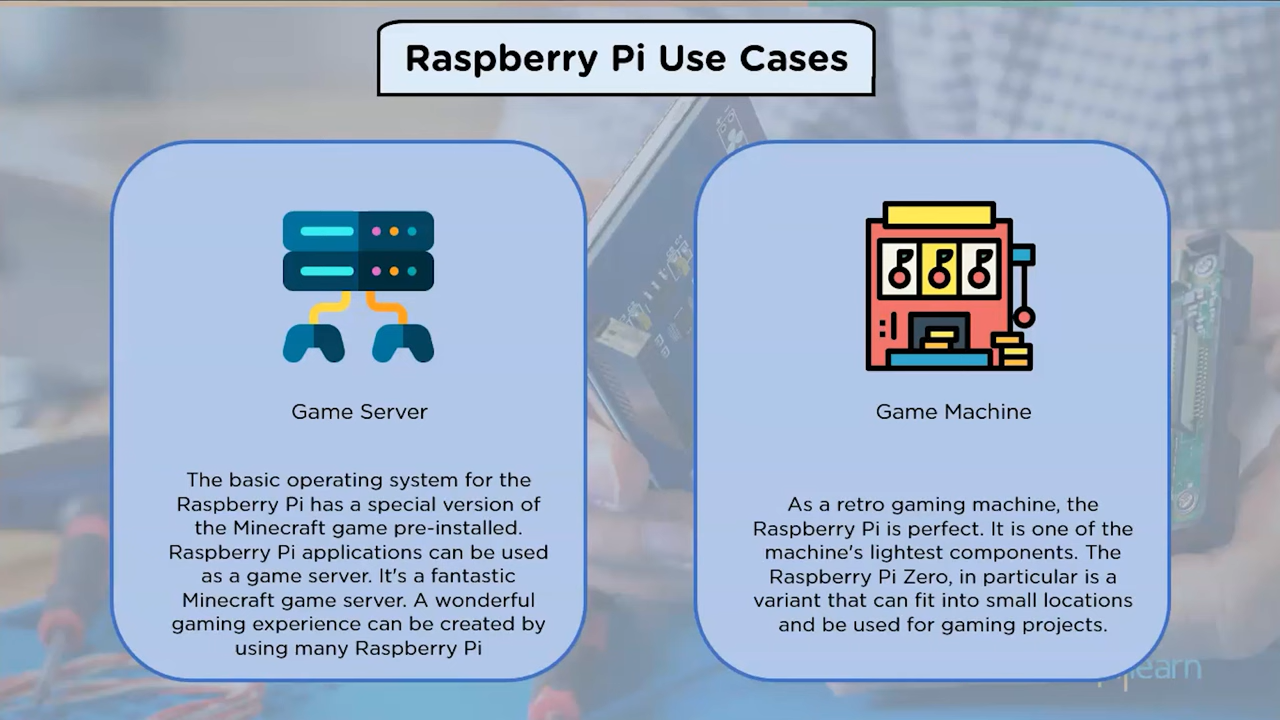 Raspberry Pi Use Cases
Game Server
The basic operating system for the
Raspberry Pi has a special version of
the Minecraft game pre-installed.
Raspberry Pi applications can be used
as a game server. It's a fantastic
Minecraft game server. A wonderful
gaming experience can be created by
using many Raspberry Pi
Game Machine
As a retro gaming machine, the
Raspberry Pi is perfect. It is one of the
machine's lightest components. The
Raspberry Pi Zero, in particular is a
variant that can fit into small locations
and be used for gaming projects.